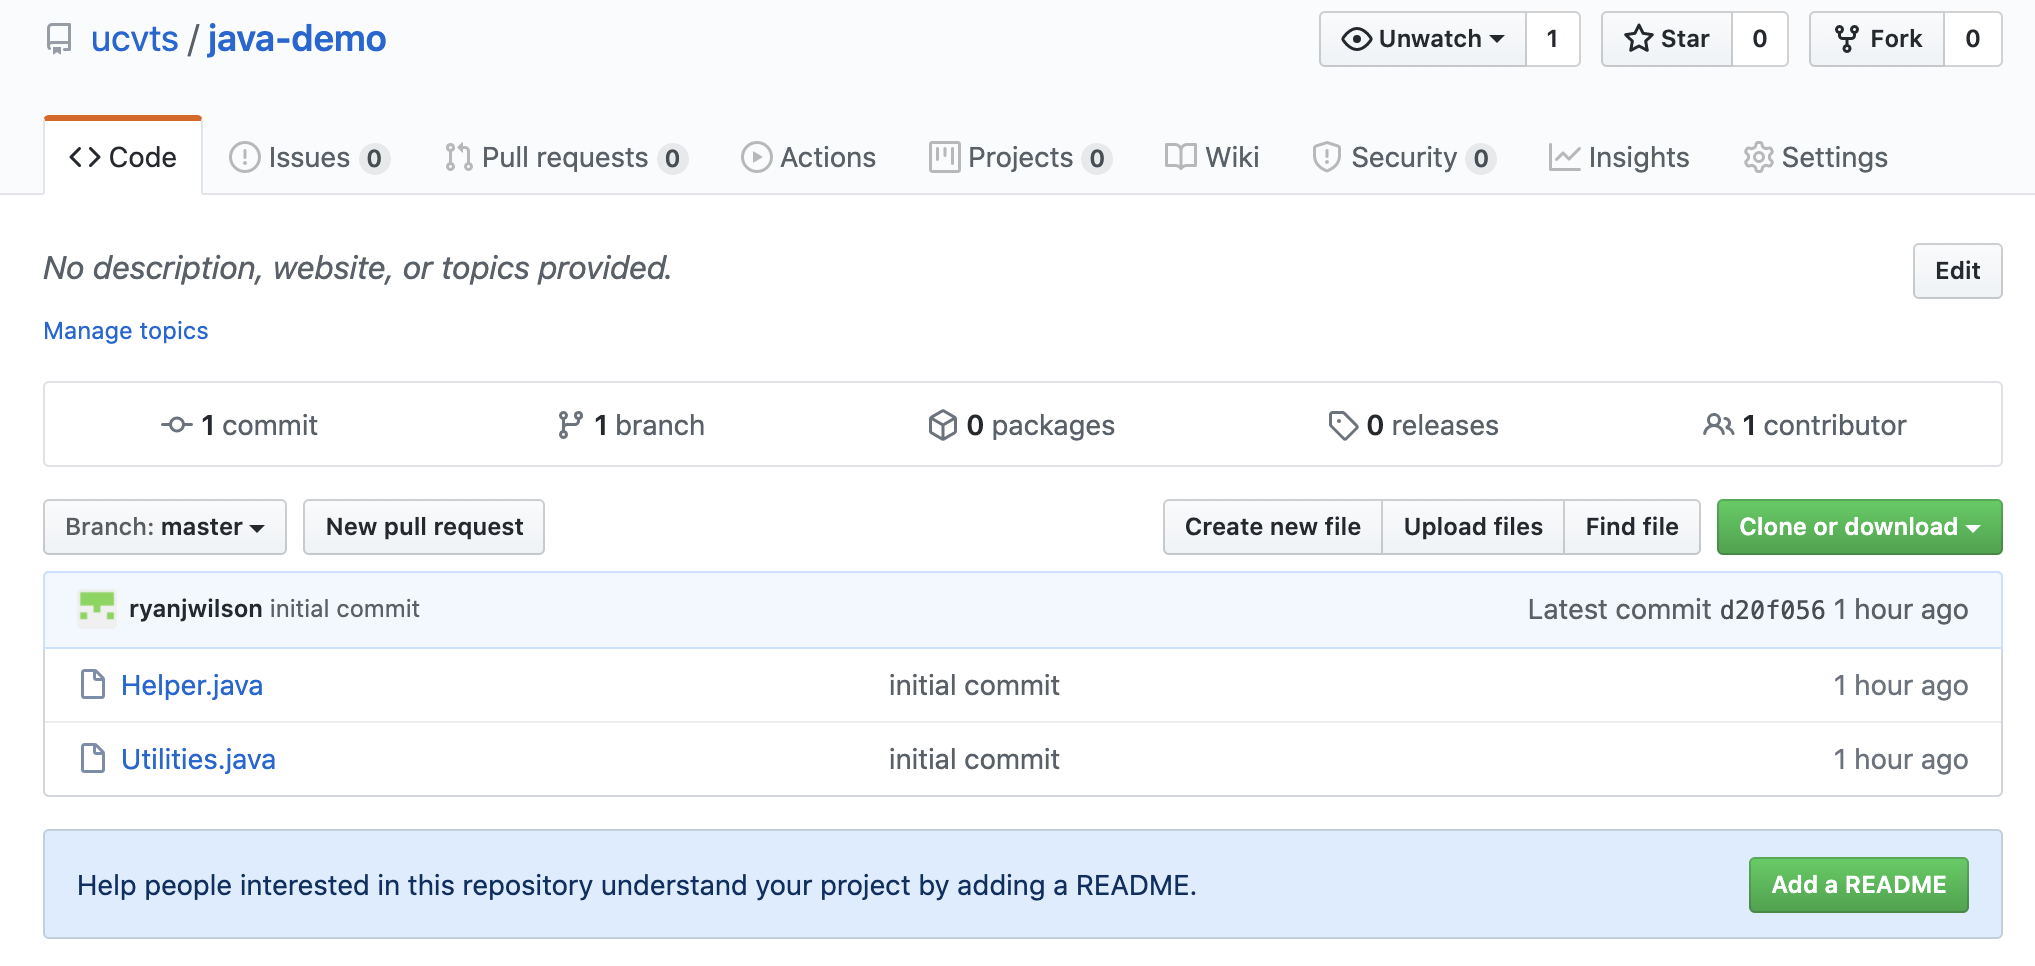 ucvts / java-demo
Unwatch 1 Star 0 Fork 0
Code Issues 0 Pull requests 0 Actions Projects 0 Wiki Security 0 Insights Settings
No description, website, or topics provided. Edit
Manage topics
1 commit 1 branch 0 packages 0 releases 1 contributor
Branch: master New pull request Create new file Upload files Find file Clone or download
ryanjwilson initial commit Latest commit d20f056 1 hour ago
Helper.java initial commit 1 hour ago
Utilities.java initial commit 1 hour ago
Help people interested in this repository understand your project by adding a README. Add a README